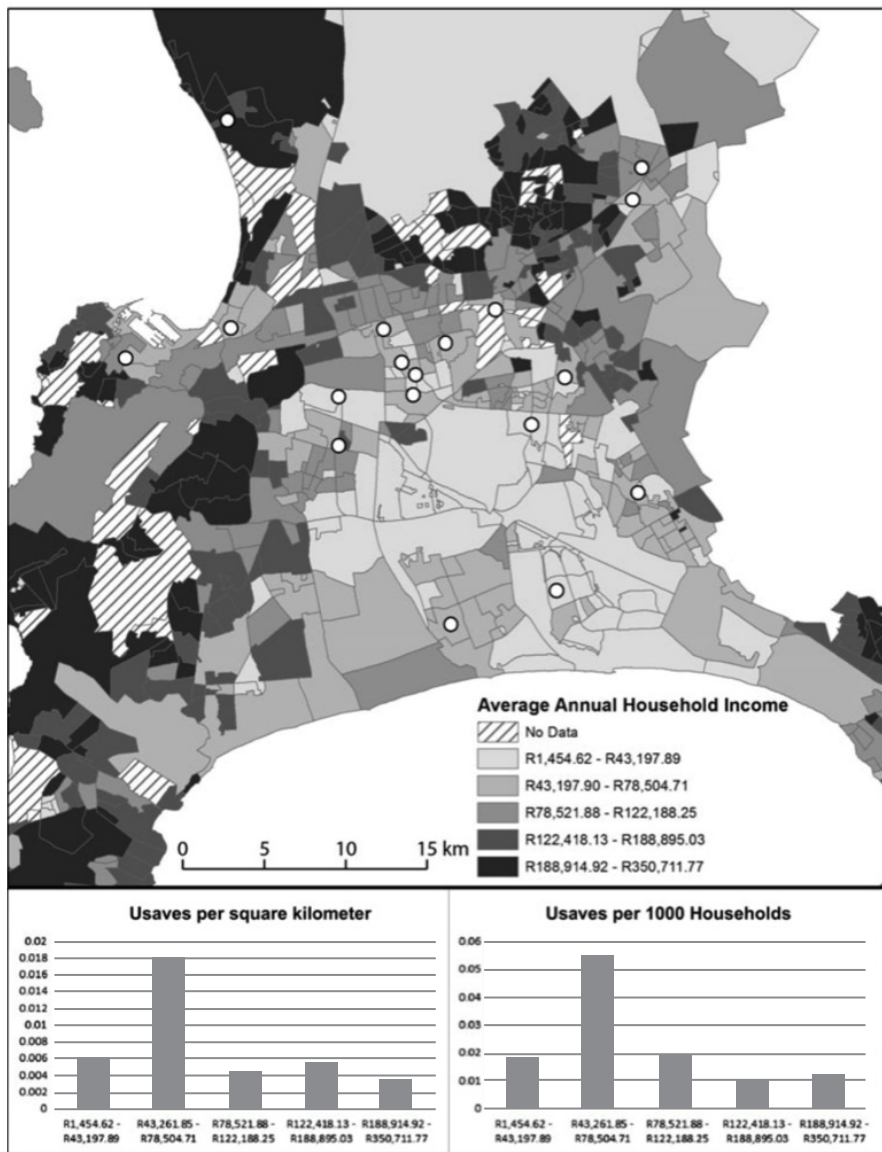 Average Annual Household Income
No Data
R1,454.62 - R43,197.89
R43,197.90 - R78,504.71
R78,521.88 - R122,188.25
R122,418.13 - R188,895.03
R188,914.92 - R350,711.77
0 5 10 15 km
Usaves per square kilometer
0.02
0.018
0.016
0.014
0.012
0.01
0.008
0.006
0.004
0.002
0
R1,454.62 - R43,261.85 - R78,521.88 - R122,418.13 - R188,914.92 -
R43,197.89 R78,504.71 R122,188.25 R188,895.03 R350,711.77
Usaves per 1000 Households
0.06
0.05
0.04
0.03
0.02
0.01
0
R1,454.62 - R43,261.85 - R78,521.88 - R122,418.13 - R188,914.92 -
R43,197.89 R78,504.71 R122,188.25 R188,895.03 R350,711.77